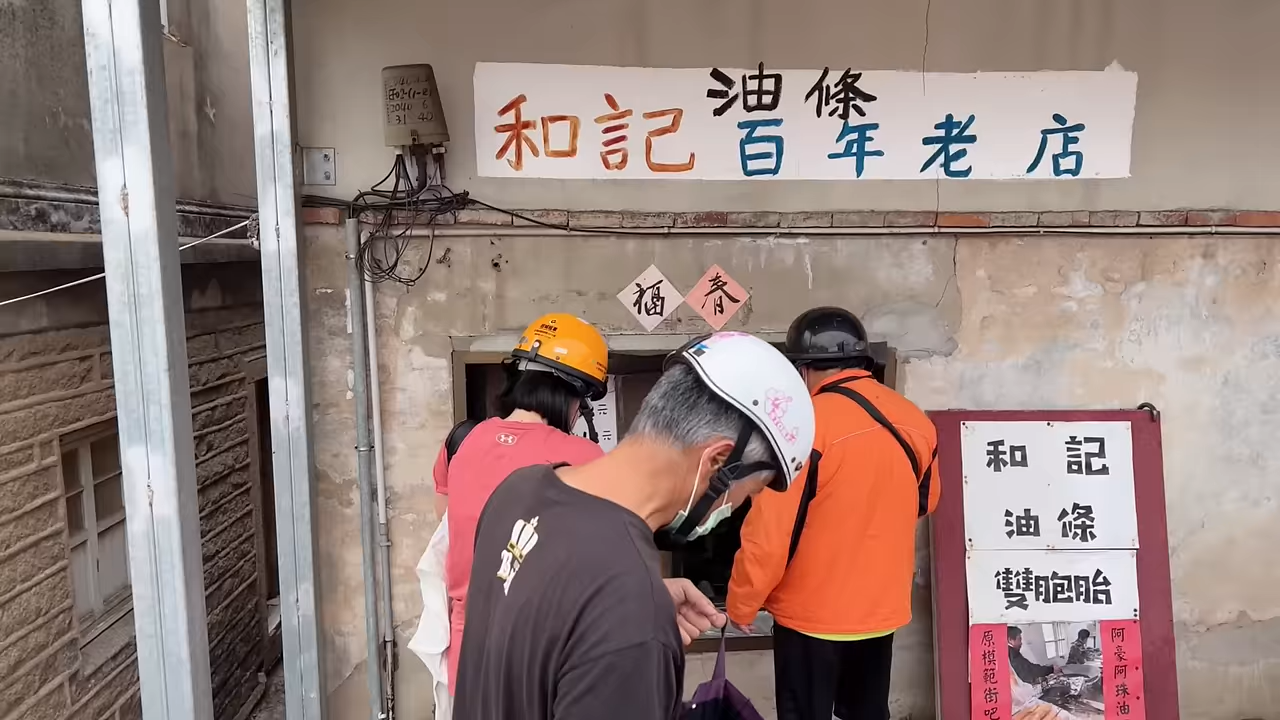 油條
和記 百年老店
福 春
和記
油條
雙胞胎
原模範街吧
阿豪阿珠油